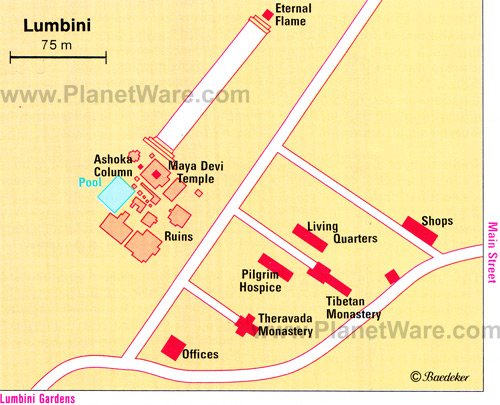 Lumbini
75 m
Eternal
Flame
www.PlanetWare.com
Ashoka
Column
Maya Devi
Temple
Pool
Ruins
Living
Quarters
Shops
Main Street
Pilgrim
Hospice
Tibetan
Monastery
Theravada
Monastery
www.PlanetWare.com
Offices
© Baedeker
Lumbini Gardens